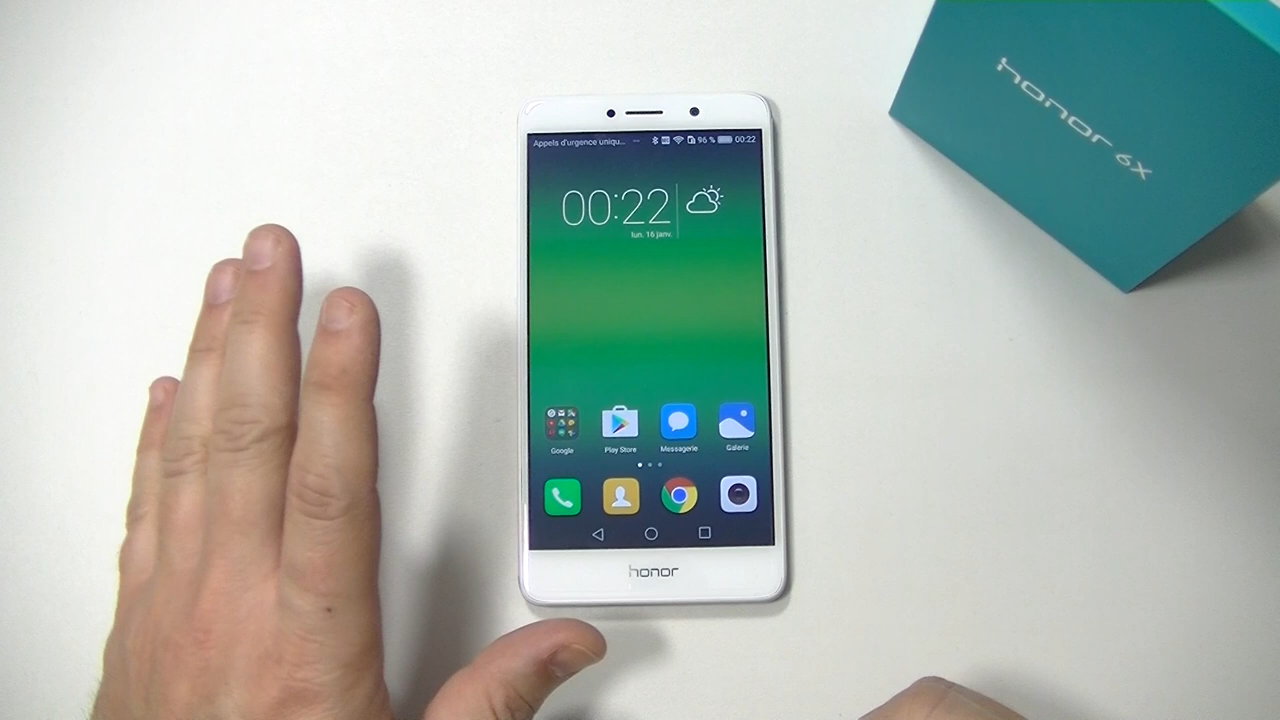 Appels d'urgence uniqu... ... 96 % 00:22
00:22
lun. 16 janv.
Google
Play Store
Messagerie
Galerie
honor
honor 6X